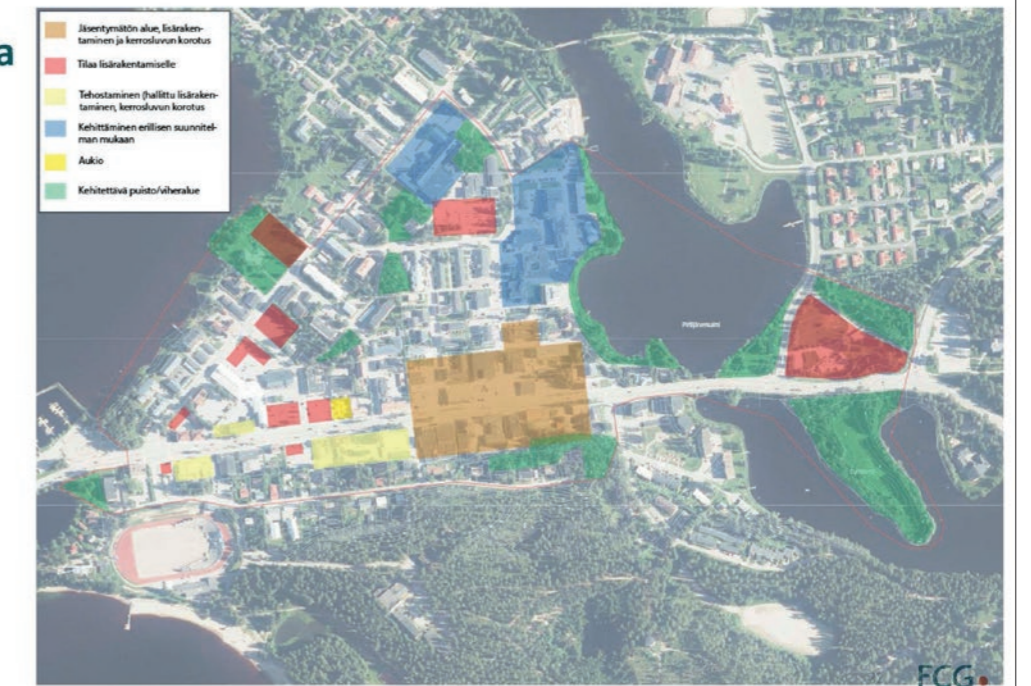 a
Jäsentymätön alue, lisäraken-
taminen ja kerrosluvun korotus
Tilaa lisärakentamiselle
Tehostaminen (hallittu lisäraken-
taminen, kerrosluvun korotus
Kehittäminen erillisen suunnitel-
man mukaan
Aukio
Kehitettävä puisto/viheralue
FCG